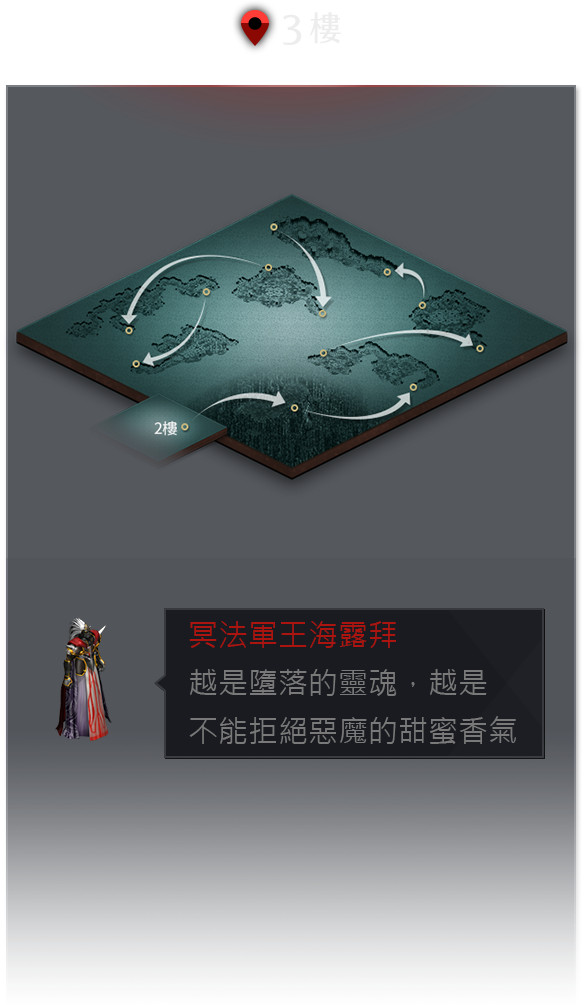 3樓
2樓
冥法軍王海露拜
越是墮落的靈魂，越是
不能拒絕惡魔的甜蜜香氣